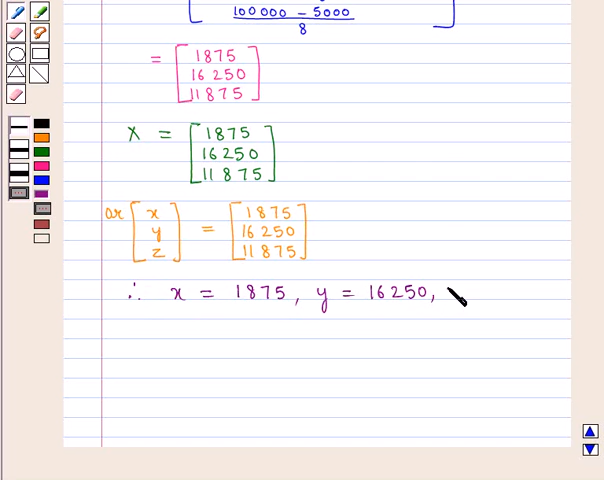 100000 - 5000
8
= [1875
16250
11875]
X = [1875
16250
11875]
or [x
y
z] = [1875
16250
11875]
∴ x = 1875, y = 16250,